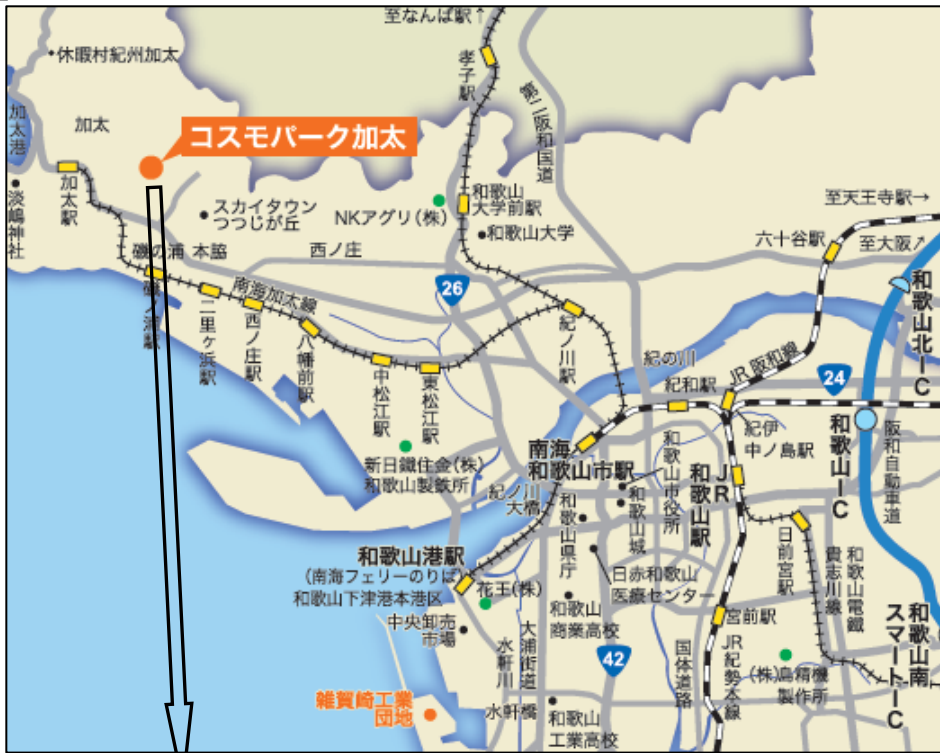 至なんば駅↑
休暇村紀州加太
孝子駅
第二阪和国道
加太港
加太
コスモパーク加太
加太駅
淡嶋神社
スカイタウン
つつじが丘
NKアグリ(株)
和歌山
大学前駅
和歌山大学
至天王寺駅→
六十谷駅
至大阪↗
磯の浦
本脇
西ノ庄
26
南海加太線
磯ノ浦駅
二里ヶ浜駅
西ノ庄駅
八幡前駅
中松江駅
東松江駅
紀ノ川駅
紀の川
紀和駅
JR 阪和線
24
和歌山北IC
紀伊
中ノ島駅
和歌山IC
阪和自動車道
新日鐵住金(株)
和歌山製鉄所
南海
和歌山市駅
紀ノ川
大橋
和歌山市役所
和歌山城
和歌山県庁
JR
和歌山駅
日前宮駅
和歌山電鐵
貴志川線
和歌山港駅
(南海フェリーのりば)
和歌山下津港本港区
花王(株)
日赤和歌山
医療センター
中央卸売
市場
和歌山
商業高校
宮前駅
和歌山南
スマートIC
水軒川
大浦街道
42
国体道路
JR紀勢本線
(株)島精機
製作所
雑賀崎工業
団地
水軒橋
和歌山
工業高校